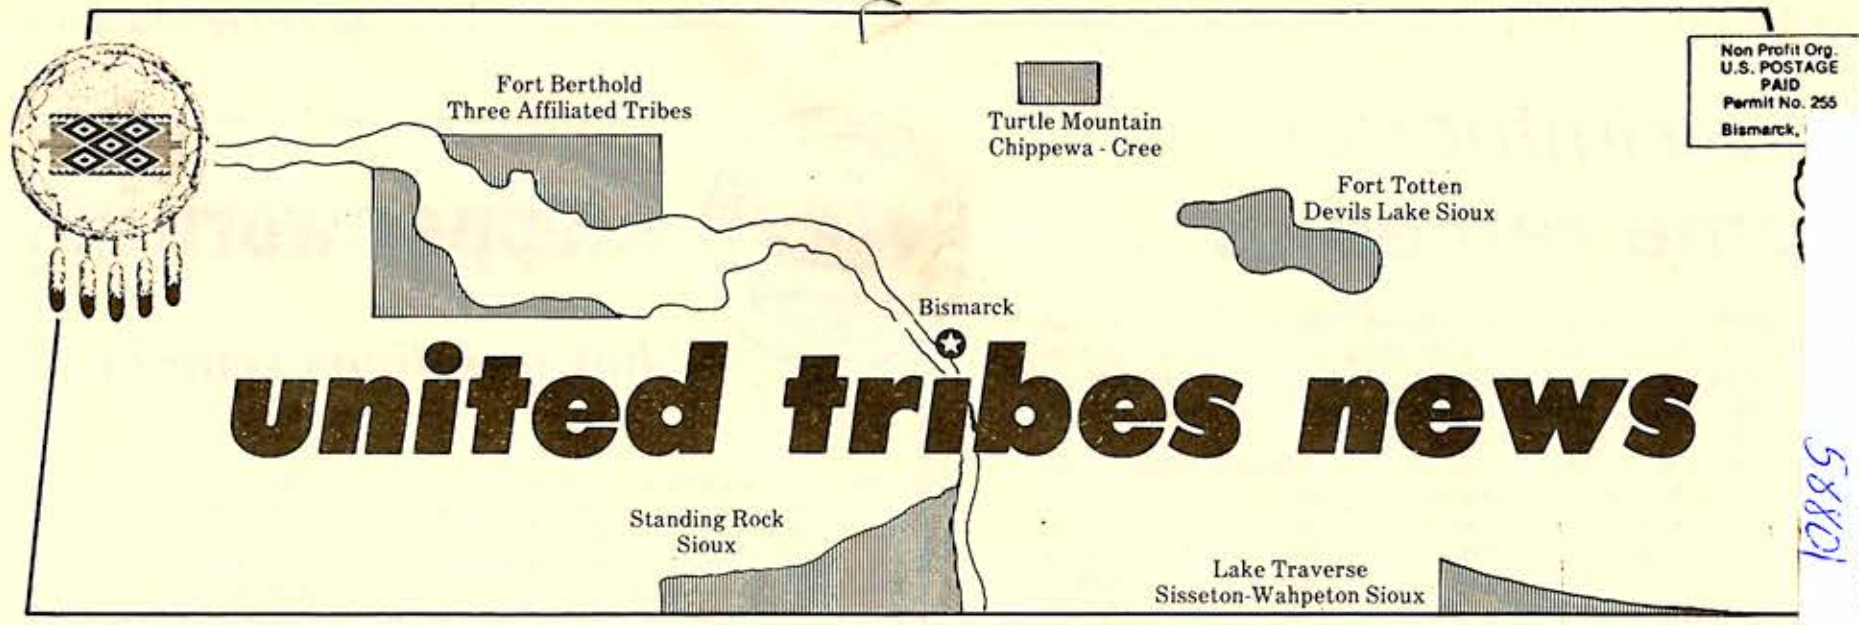 Non Profit Org.
U.S. POSTAGE
PAID
Permit No. 255
Bismarck,
Fort Berthold
Three Affiliated Tribes
Turtle Mountain
Chippewa - Cree
Fort Totten
Devils Lake Sioux
Bismarck
united tribes news
Standing Rock
Sioux
Lake Traverse
Sisseton-Wahpeton Sioux